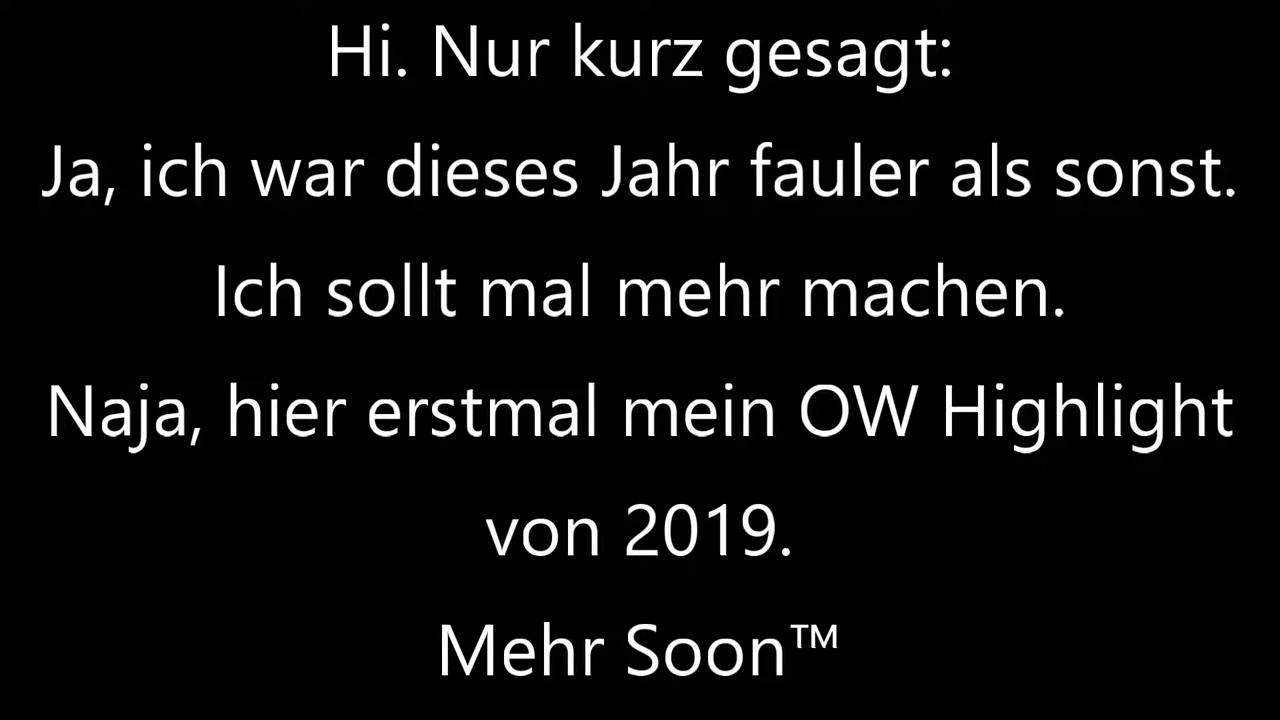 Hi. Nur kurz gesagt:
Ja, ich war dieses Jahr fauler als sonst.
Ich sollt mal mehr machen.
Naja, hier erstmal mein OW Highlight
von 2019.
Mehr Soon™